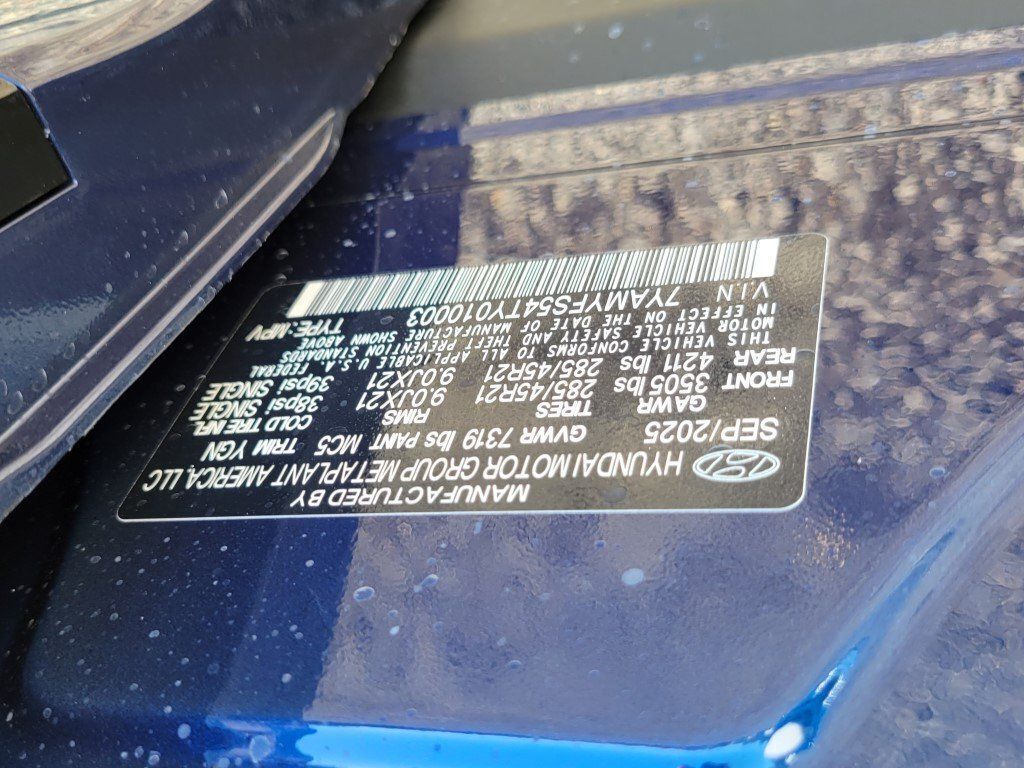 MANUFACTURED BY
HYUNDAI MOTOR GROUP METAPLANT AMERICA, LLC
SEP/2025 GVWR 7319 lbs PAINT MC5 TRIM YGN
GAWR TIRES RIMS COLD TIRE INFL.
FRONT 3505 lbs 285/45R21 9.0JX21 38psi SINGLE
REAR 4211 lbs 285/45R21 9.0JX21 39psi SINGLE
THIS VEHICLE CONFORMS TO ALL APPLICABLE U.S.A. FEDERAL
MOTOR VEHICLE SAFETY AND THEFT PREVENTION STANDARDS
IN EFFECT ON THE DATE OF MANUFACTURE SHOWN ABOVE
V.I.N 7YAMYFS54TY010003 TYPE:MPV